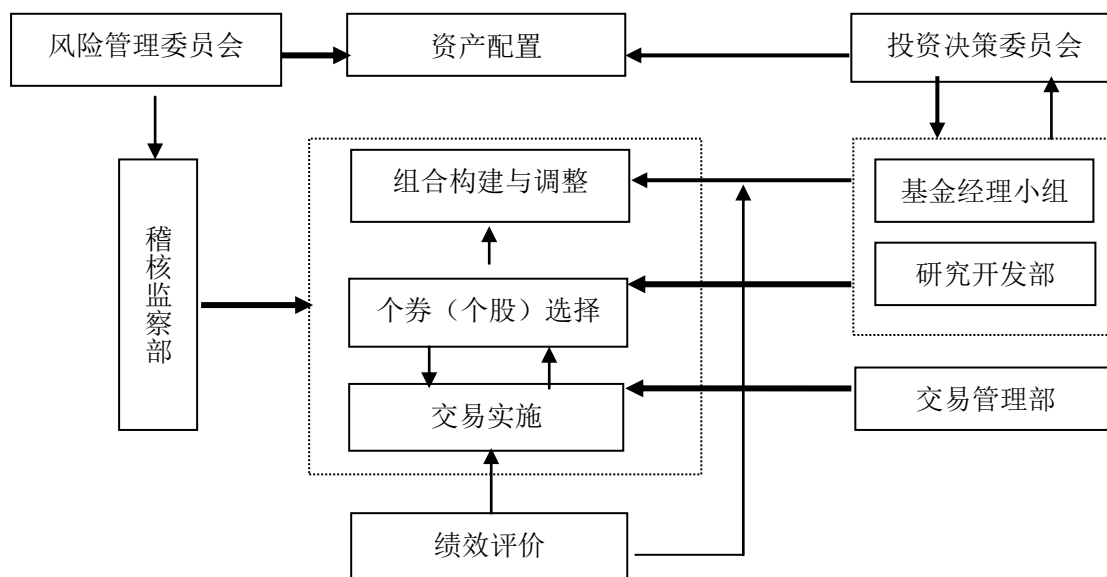 风险管理委员会
资产配置
投资决策委员会
组合构建与调整
基金经理小组
稽核监察部
研究开发部
个券（个股）选择
交易实施
交易管理部
绩效评价